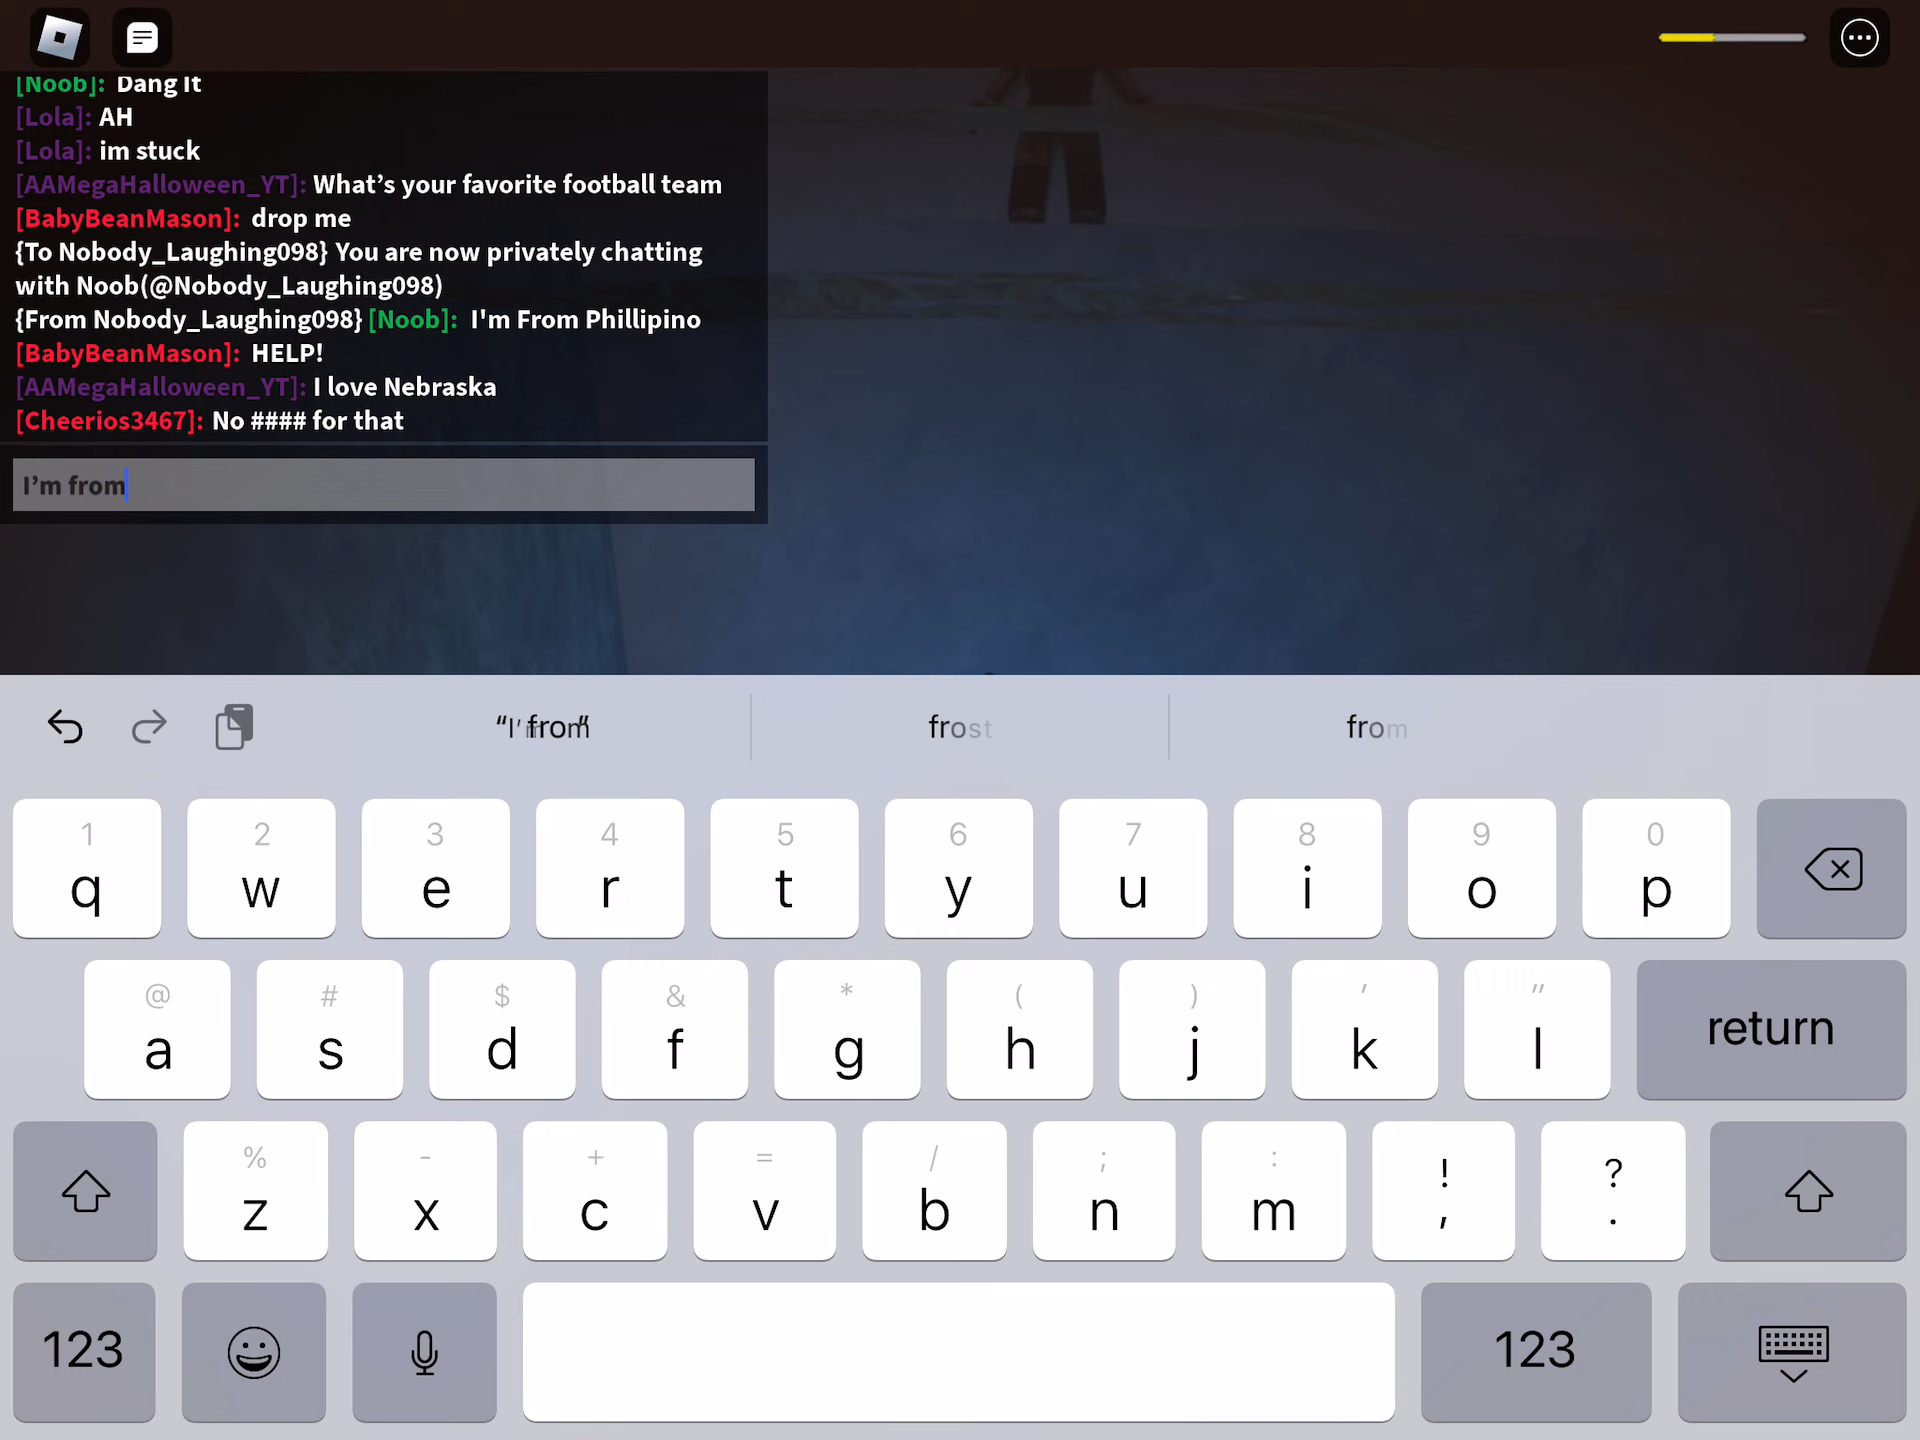 [Noob]: Dang It
[Lola]: AH
[Lola]: im stuck
[AAMegaHalloween_YT]: What’s your favorite football team
[BabyBeanMason]: drop me
{To Nobody_Laughing098} You are now privately chatting
with Noob(@Nobody_Laughing098)
{From Nobody_Laughing098} [Noob]: I'm From Phillipino
[BabyBeanMason]: HELP!
[AAMegaHalloween_YT]: I love Nebraska
[Cheerios3467]: No #### for that
I’m from
“I’m from” frost from
1 2 3 4 5 6 7 8 9 0
q w e r t y u i o p
@ # $ & * ( ) ' "
a s d f g h j k l return
% - + = / ; : ! ?
z x c v b n m , .
123 123